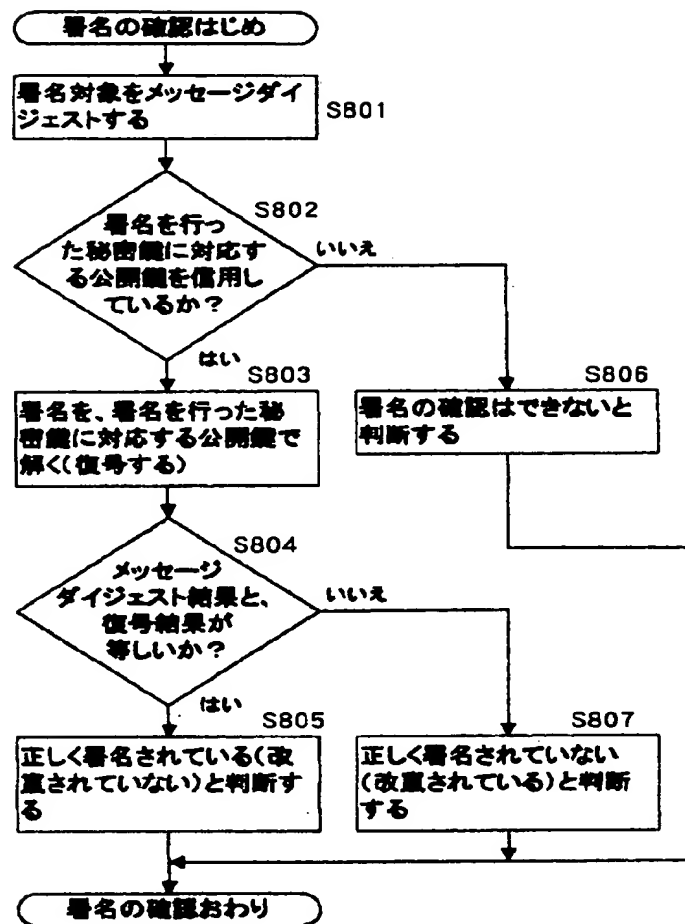 署名の確認はじめ
署名対象をメッセージダイ
ジェストする
S801
S802
署名を行っ
た秘密鍵に対応す
る公開鍵を信用し
ているか？
いいえ
はい
S803
S806
署名を、署名を行った秘
密鍵に対応する公開鍵で
解く(復号する)
署名の確認はできないと
判断する
S804
メッセージ
ダイジェスト結果と、
復号結果が
等しいか？
いいえ
はい
S805
S807
正しく署名されている(改
竄されていない)と判断す
る
正しく署名されていない
(改竄されている)と判断
する
署名の確認おわり